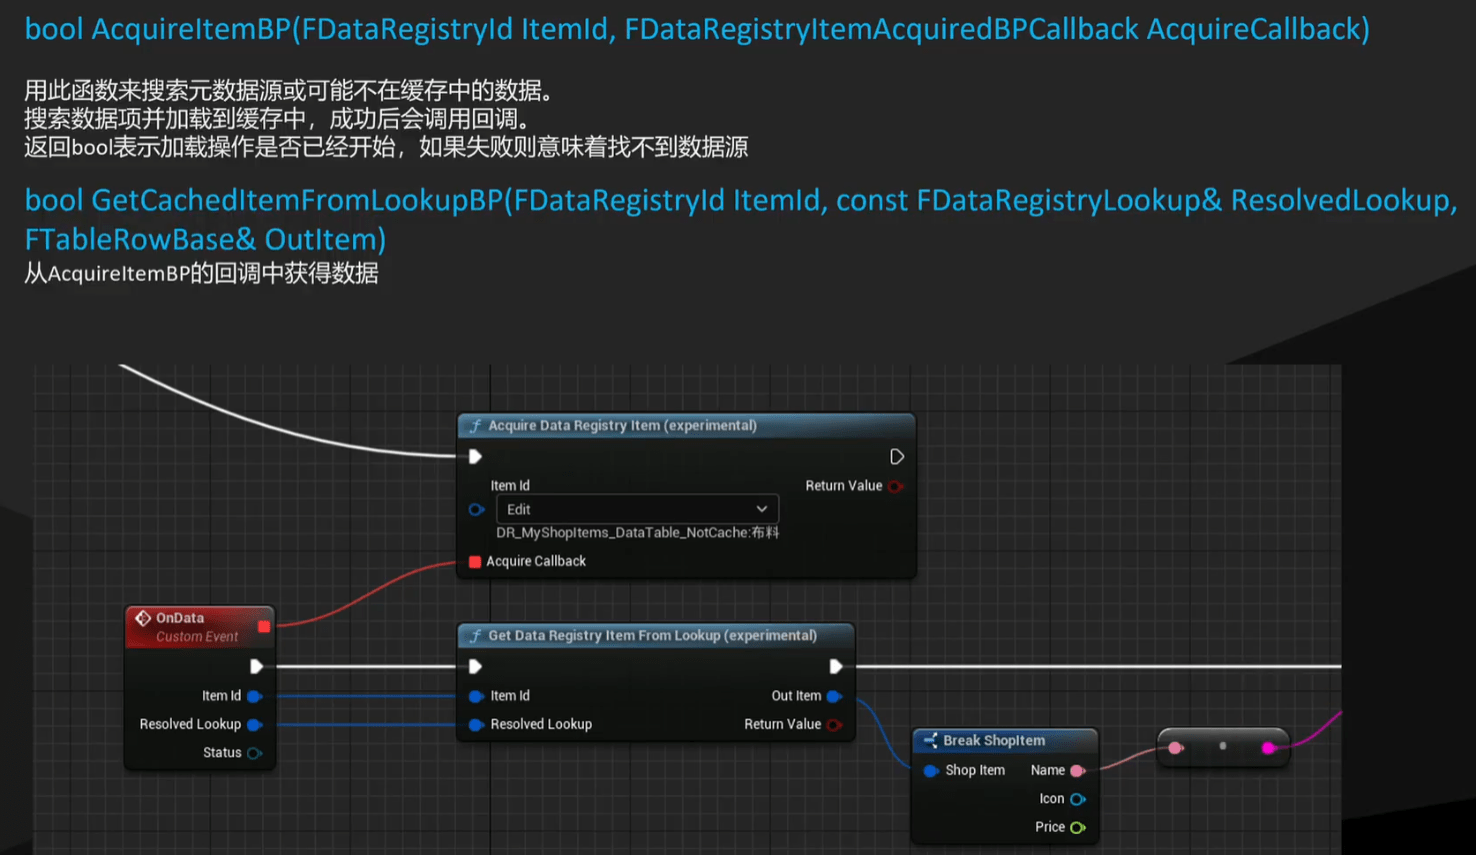 bool AcquireItemBP(FDataRegistryId ItemId, FDataRegistryItemAcquiredBPCallback AcquireCallback)
用此函数来搜索元数据源或可能不在缓存中的数据。
搜索数据项并加载到缓存中，成功后会调用回调。
返回bool表示加载操作是否已经开始，如果失败则意味着找不到数据源
bool GetCachedItemFromLookupBP(FDataRegistryId ItemId, const FDataRegistryLookup& ResolvedLookup,
FTableRowBase& OutItem)
从AcquireItemBP的回调中获得数据
f Acquire Data Registry Item (experimental)
Item Id
Return Value
Edit
DR_MyShopItems_DataTable_NotCache:布料
Acquire Callback
OnData
Custom Event
Item Id
Resolved Lookup
Status
f Get Data Registry Item From Lookup (experimental)
Item Id
Out Item
Resolved Lookup
Return Value
Break ShopItem
Shop Item
Name
Icon
Price